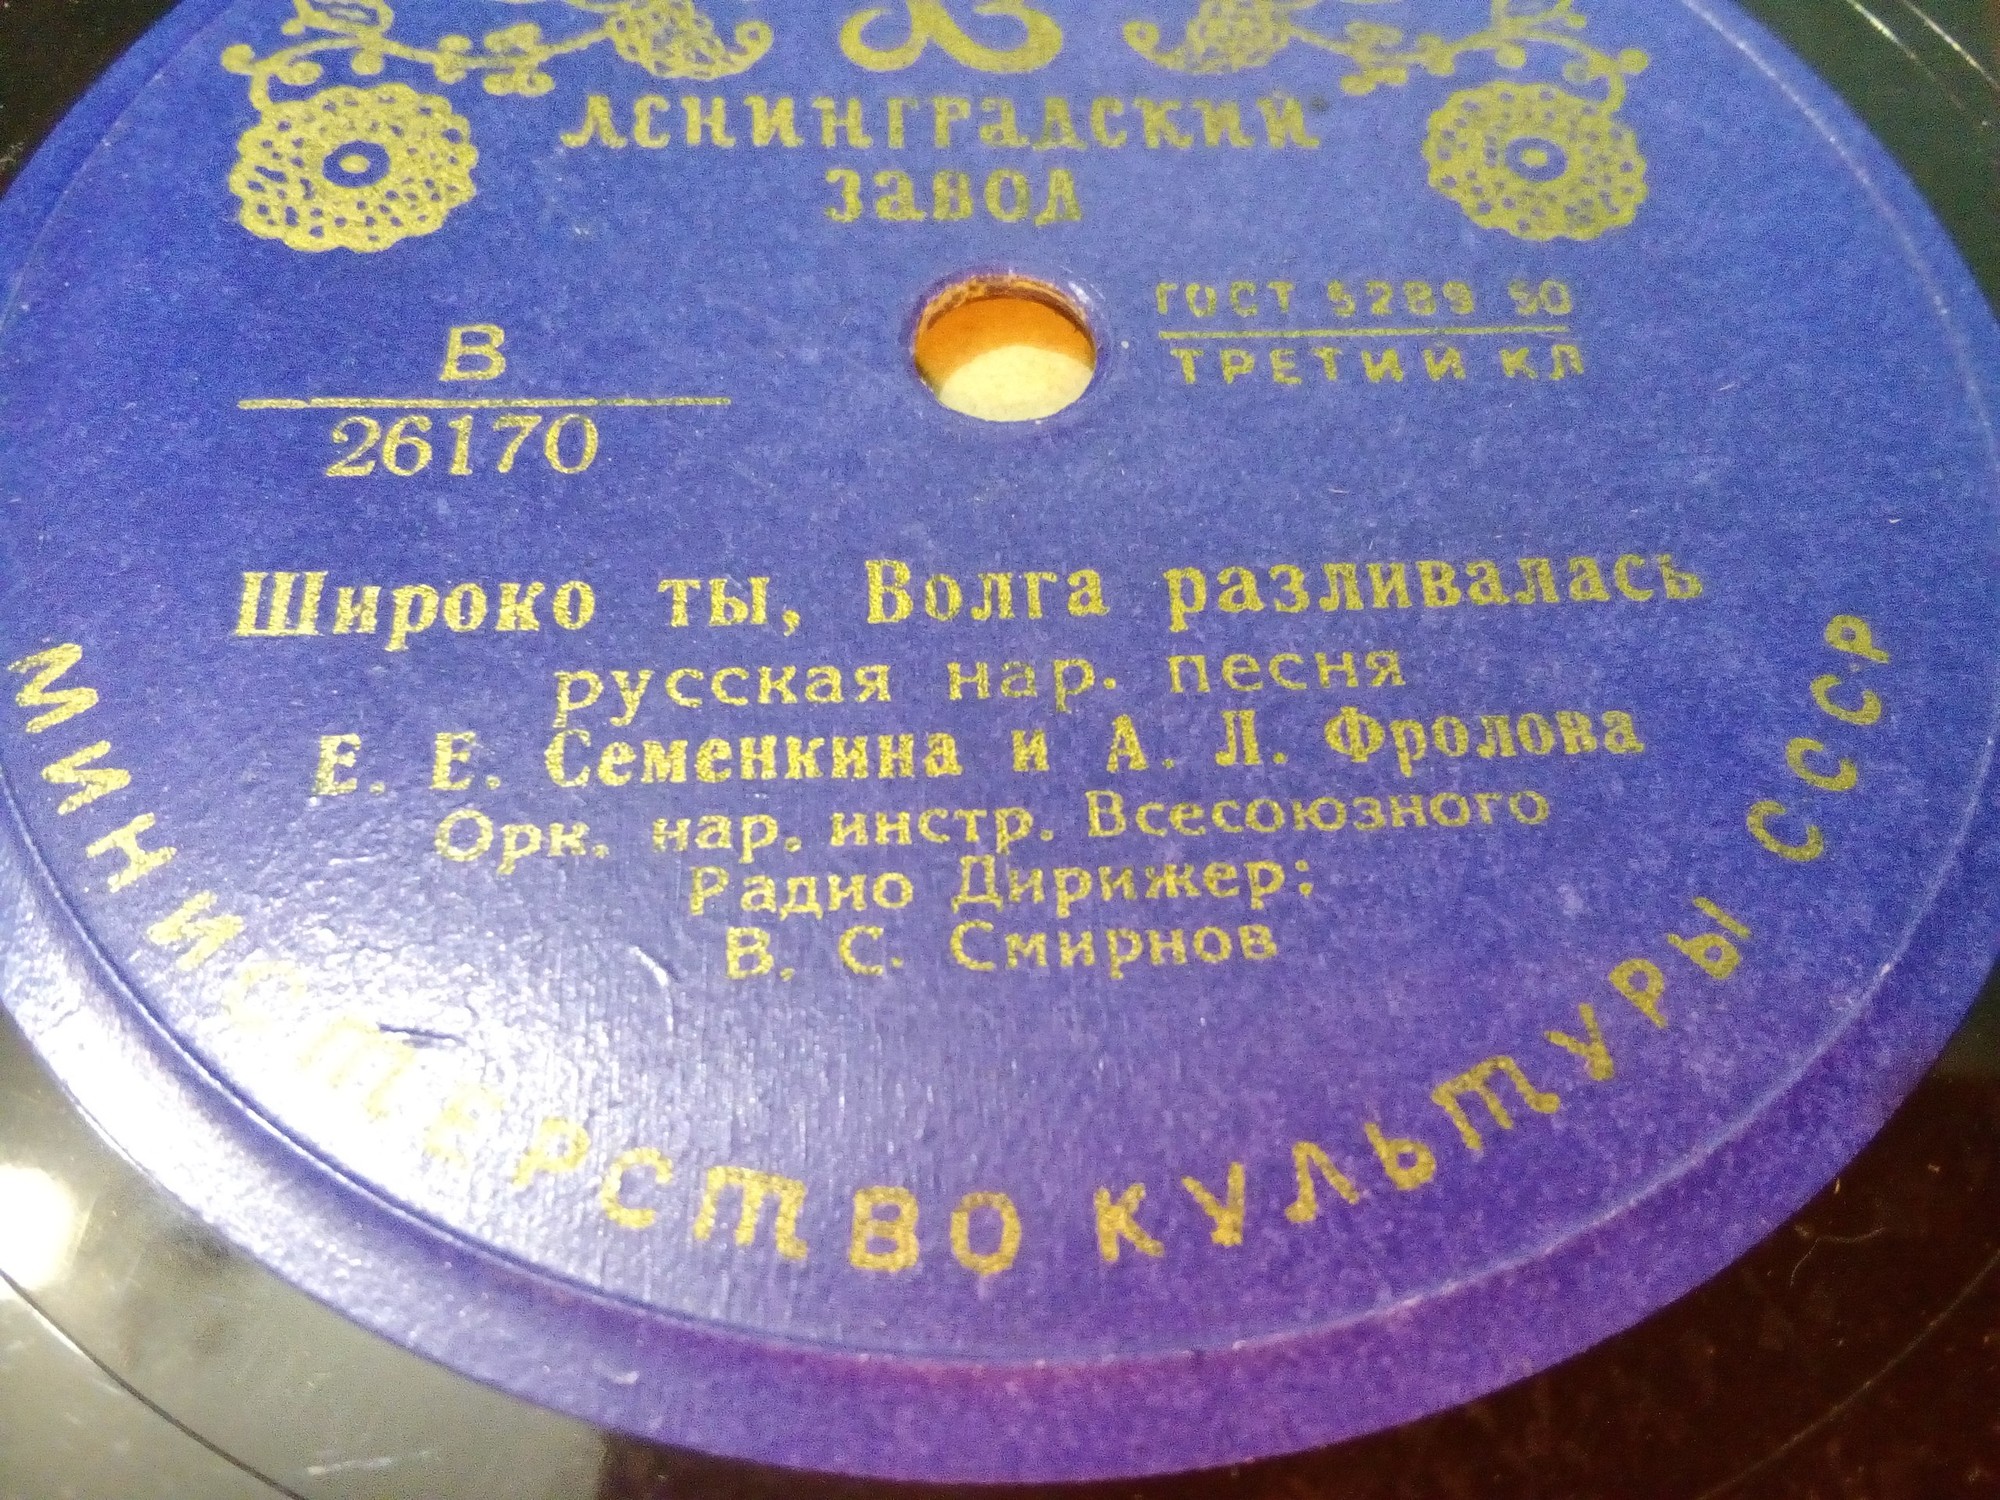 ЛЕНИНГРАДСКИЙ
ЗАВОД
ГОСТ 5289 50
ТРЕТИЙ КЛ
В
26170
Широко ты, Волга разливалась
русская нар. песня
Е. Е. Семенкина и А. Л. Фролова
Орк. нар. инстр. Всесоюзного
Радио Дирижер:
В. С. Смирнов
МИНИСТЕРСТВО КУЛЬТУРЫ СССР